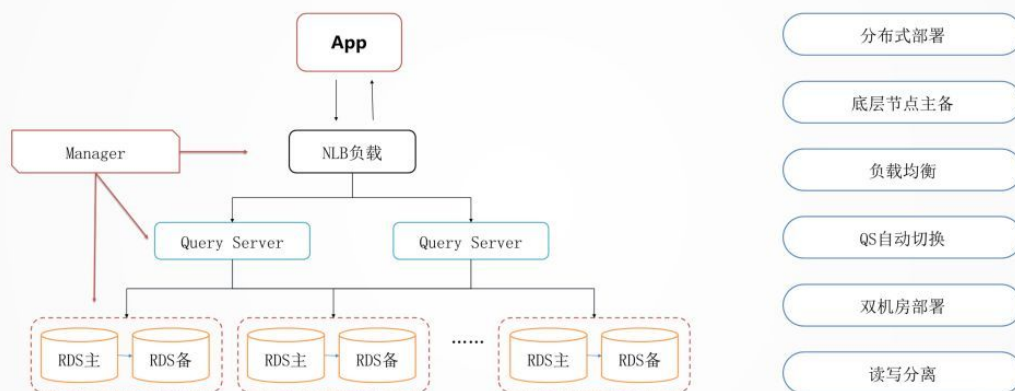 App
分布式部署
底层节点主备
Manager
NLB负载
负载均衡
Query Server
Query Server
QS自动切换
双机房部署
RDS主
RDS备
RDS主
RDS备
……
RDS主
RDS备
读写分离